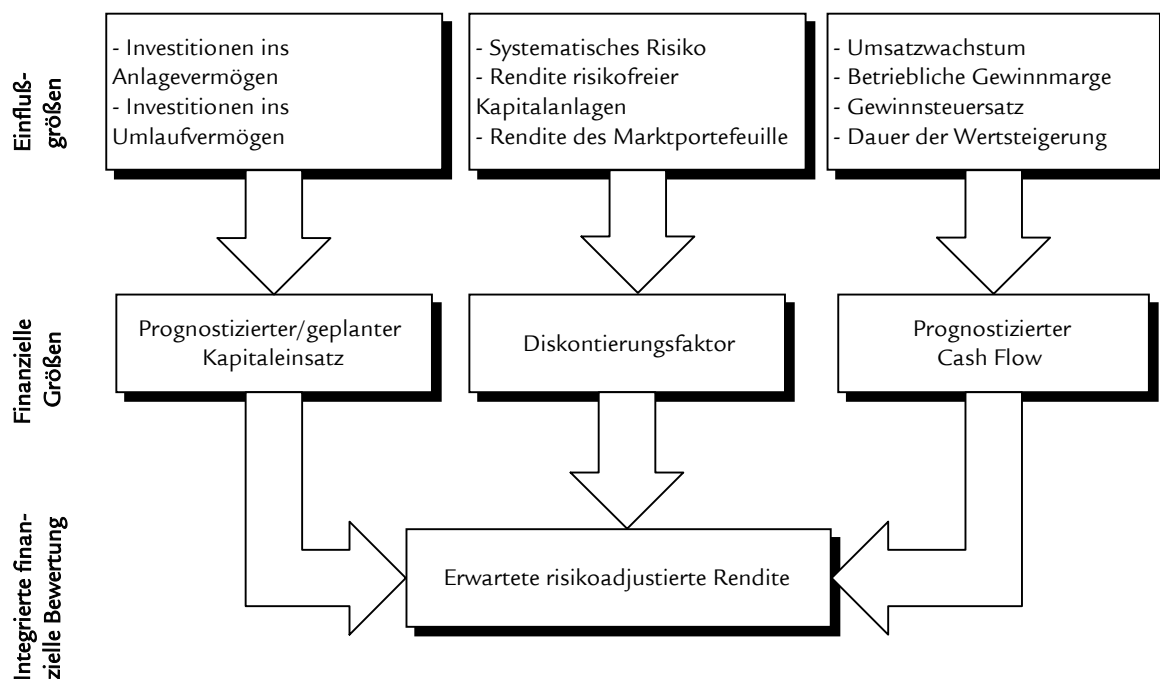 Einfluß-
größen
- Investitionen ins
Anlagevermögen
- Investitionen ins
Umlaufvermögen
- Systematisches Risiko
- Rendite risikofreier
Kapitalanlagen
- Rendite des Marktportefeuille
- Umsatzwachstum
- Betriebliche Gewinnmarge
- Gewinnsteuersatz
- Dauer der Wertsteigerung
Finanzielle
Größen
Prognostizierter/geplanter
Kapitaleinsatz
Diskontierungsfaktor
Prognostizierter
Cash Flow
Integrierte finan-
zielle Bewertung
Erwartete risikoadjustierte Rendite